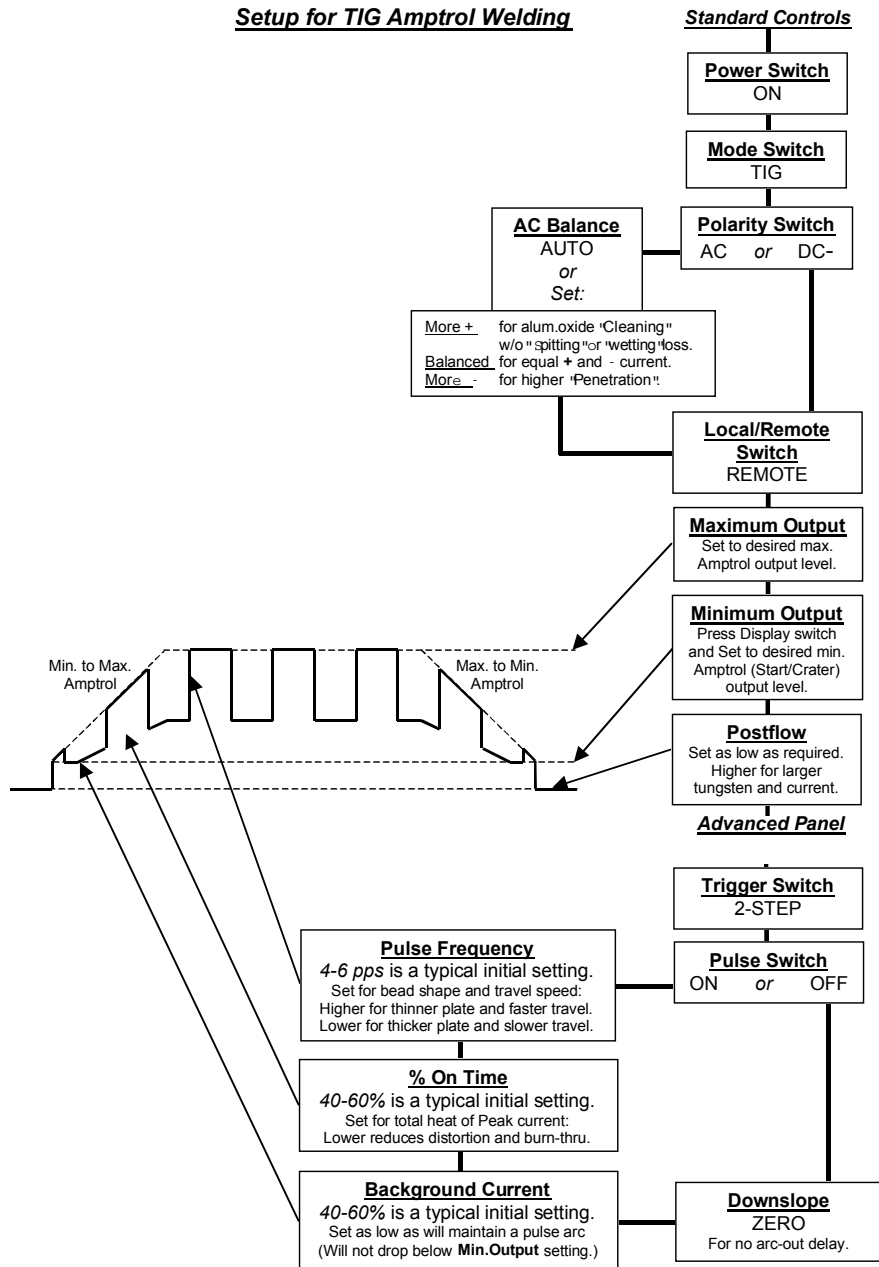 Setup for TIG Amptrol Welding
Standard Controls
Power Switch
ON
Mode Switch
TIG
Polarity Switch
AC or DC-
AC Balance
AUTO
or
Set:
More + for alum.oxide "Cleaning"
w/o "spitting" or "wetting" loss.
Balanced for equal + and - current.
More - for higher "Penetration".
Local/Remote
Switch
REMOTE
Maximum Output
Set to desired max.
Amptrol output level.
Minimum Output
Press Display switch
and Set to desired min.
Amptrol (Start/Crater)
output level.
Postflow
Set as low as required.
Higher for larger
tungsten and current.
Min. to Max.
Amptrol
Max. to Min.
Amptrol
Advanced Panel
Trigger Switch
2-STEP
Pulse Switch
ON or OFF
Pulse Frequency
4-6 pps is a typical initial setting.
Set for bead shape and travel speed:
Higher for thinner plate and faster travel.
Lower for thicker plate and slower travel.
% On Time
40-60% is a typical initial setting.
Set for total heat of Peak current:
Lower reduces distortion and burn-thru.
Background Current
40-60% is a typical initial setting.
Set as low as will maintain a pulse arc
(Will not drop below Min.Output setting.)
Downslope
ZERO
For no arc-out delay.